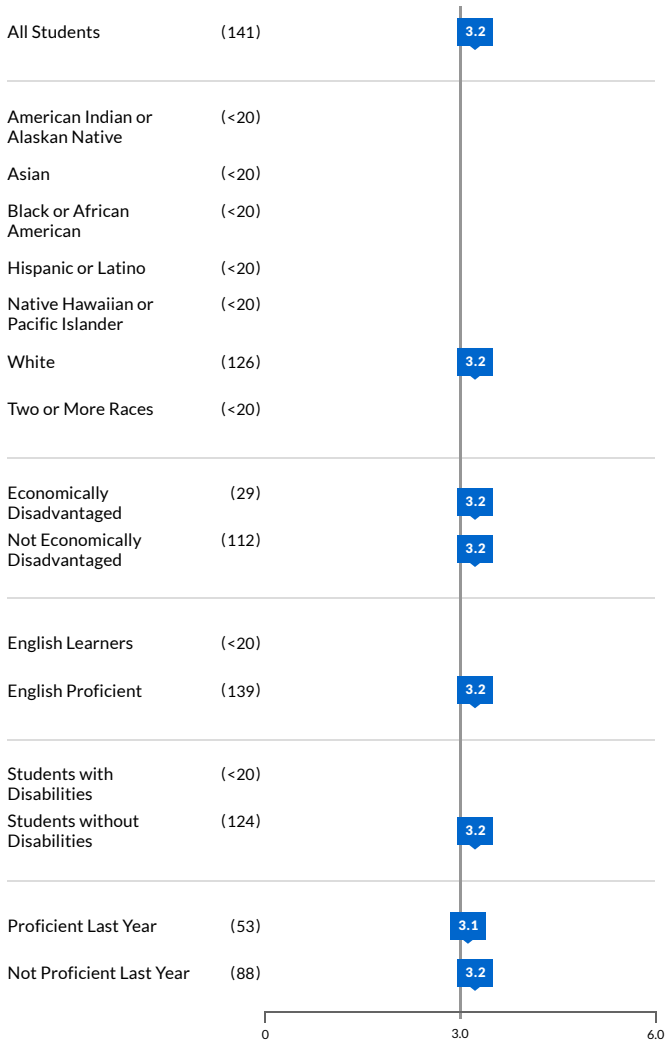 All Students (141) 3.2
American Indian or (<20)
Alaskan Native
Asian (<20)
Black or African (<20)
American
Hispanic or Latino (<20)
Native Hawaiian or (<20)
Pacific Islander
White (126) 3.2
Two or More Races (<20)
Economically (29) 3.2
Disadvantaged
Not Economically (112) 3.2
Disadvantaged
English Learners (<20)
English Proficient (139) 3.2
Students with (<20)
Disabilities
Students without (124) 3.2
Disabilities
Proficient Last Year (53) 3.1
Not Proficient Last Year (88) 3.2
0 3.0 6.0